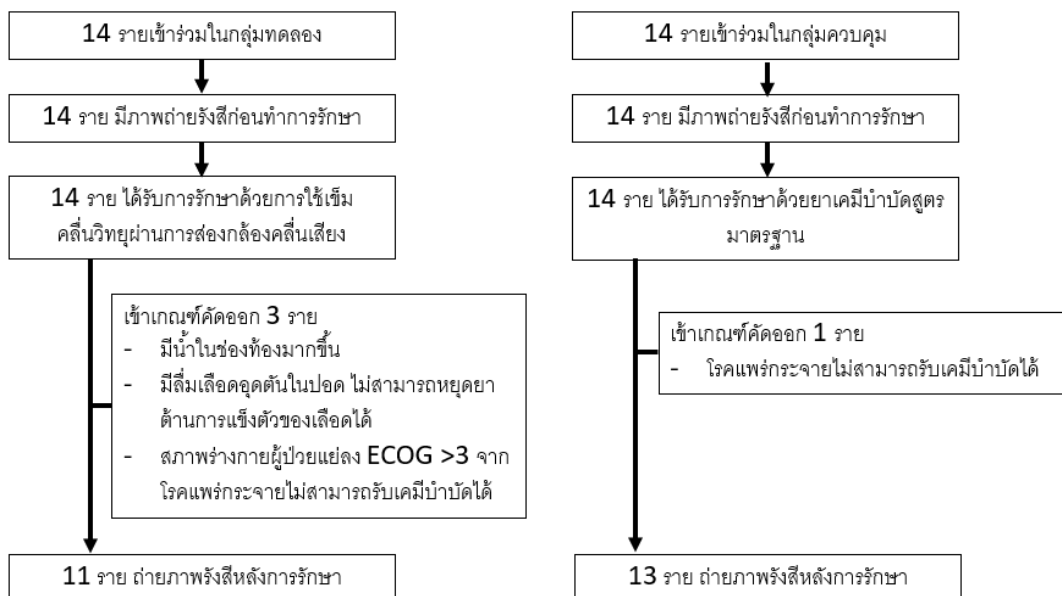 14 รายเข้าร่วมในกลุ่มทดลอง
14 ราย มีภาพถ่ายรังสีก่อนทำการรักษา
14 ราย ได้รับการรักษาด้วยการใช้เข็ม
คลื่นวิทยุผ่านการส่องกล้องคลื่นเสียง
เข้าเกณฑ์คัดออก 3 ราย
- มีน้ำในช่องท้องมากขึ้น
- มีลิ่มเลือดอุดตันในปอด ไม่สามารถหยุดยา
ต้านการแข็งตัวของเลือดได้
- สภาพร่างกายผู้ป่วยแย่ลง ECOG >3 จาก
โรคแพร่กระจายไม่สามารถรับเคมีบำบัดได้
11 ราย ถ่ายภาพรังสีหลังการรักษา
14 รายเข้าร่วมในกลุ่มควบคุม
14 ราย มีภาพถ่ายรังสีก่อนทำการรักษา
14 ราย ได้รับการรักษาด้วยยาเคมีบำบัดสูตร
มาตรฐาน
เข้าเกณฑ์คัดออก 1 ราย
- โรคแพร่กระจายไม่สามารถรับเคมีบำบัดได้
13 ราย ถ่ายภาพรังสีหลังการรักษา